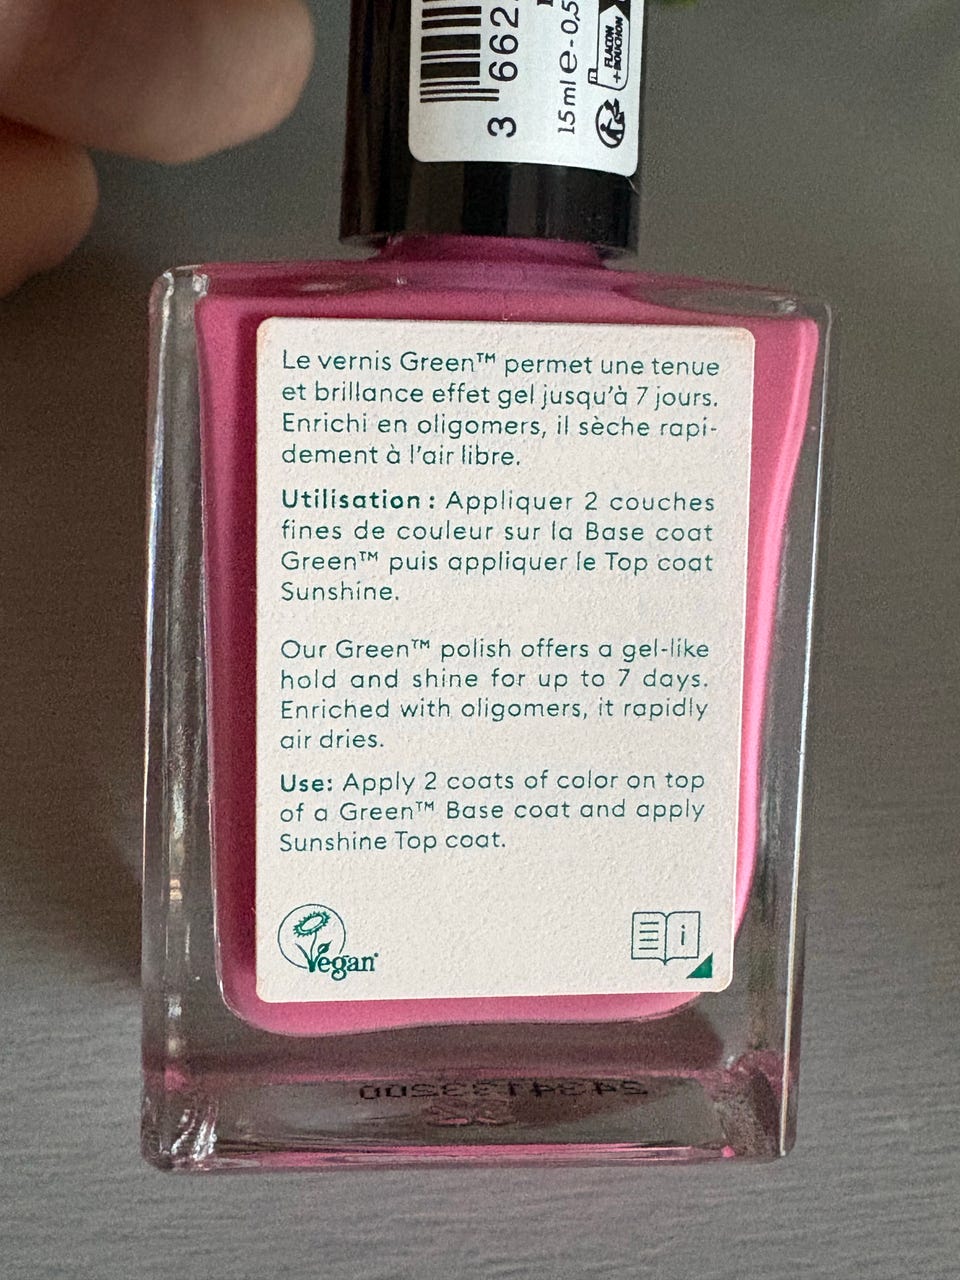 3 662
15 ml e - 0,5
FLACON
+ BOUCHON
Le vernis Green™ permet une tenue
et brillance effet gel jusqu'à 7 jours.
Enrichi en oligomers, il sèche rapi-
dement à l'air libre.
Utilisation : Appliquer 2 couches
fines de couleur sur la Base coat
Green™ puis appliquer le Top coat
Sunshine.
Our Green™ polish offers a gel-like
hold and shine for up to 7 days.
Enriched with oligomers, it rapidly
air dries.
Use: Apply 2 coats of color on top
of a Green™ Base coat and apply
Sunshine Top coat.
Vegan
i